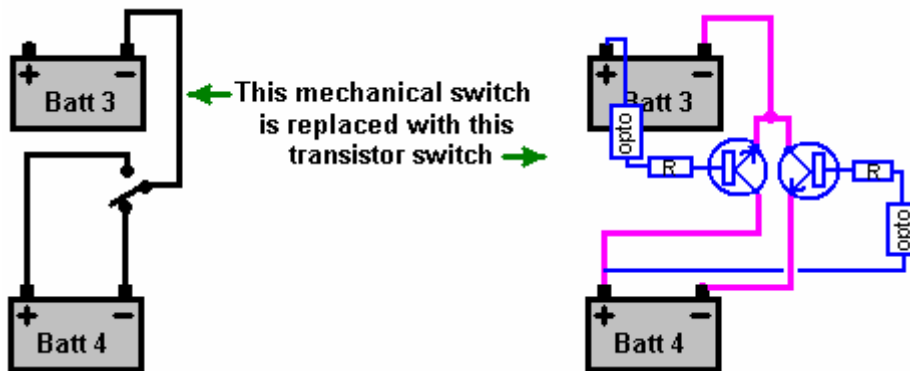 + −
Batt 3
This mechanical switch
is replaced with this
transistor switch
+ −
Batt 3
opto
R
R
opto
+ −
Batt 4
+ −
Batt 4